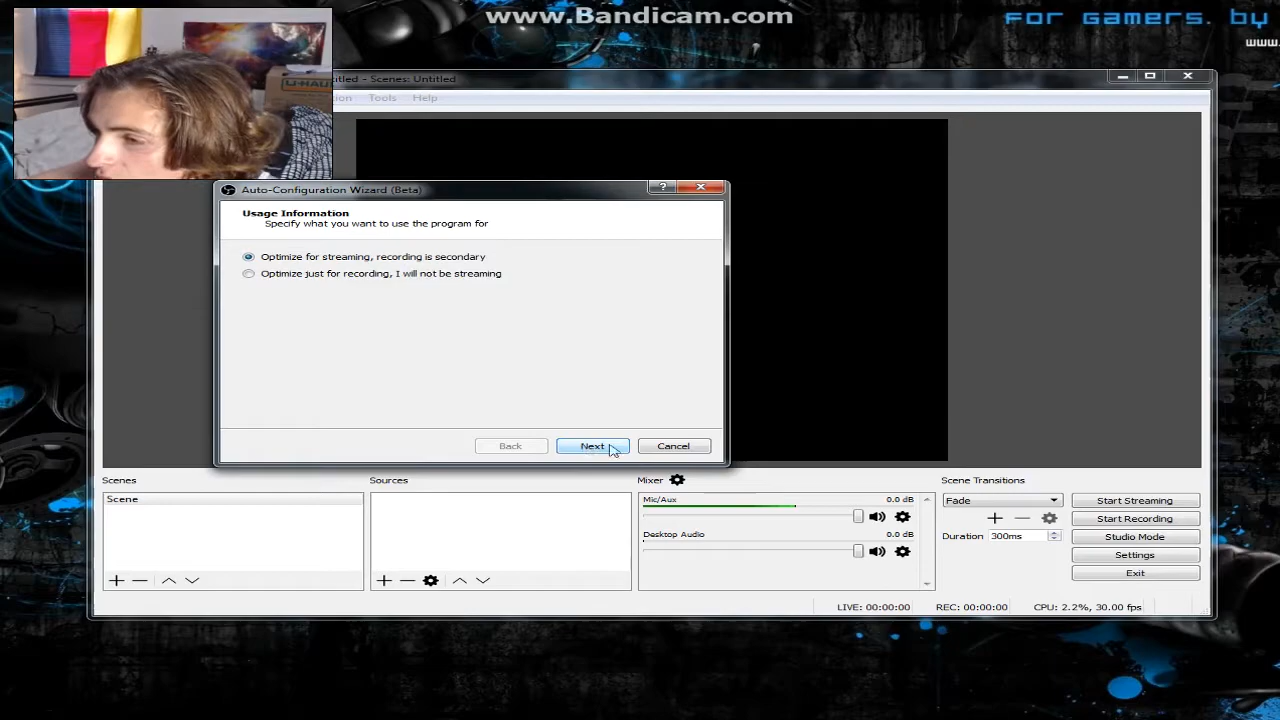 www.Bandicam.com
For Gamers. by
www.
U-HAUL
titled - Scenes: Untitled
Tools Help
Auto-Configuration Wizard (Beta)
?
Usage Information
Specify what you want to use the program for
Optimize for streaming, recording is secondary
Optimize just for recording, I will not be streaming
Back Next Cancel
Scenes Sources Mixer Scene Transitions
Scene
Mic/Aux 0.0 dB
Fade
Start Streaming
Start Recording
Desktop Audio 0.0 dB
Duration 300ms
Studio Mode
Settings
Exit
LIVE: 00:00:00 REC: 00:00:00 CPU: 2.2%, 30.00 fps